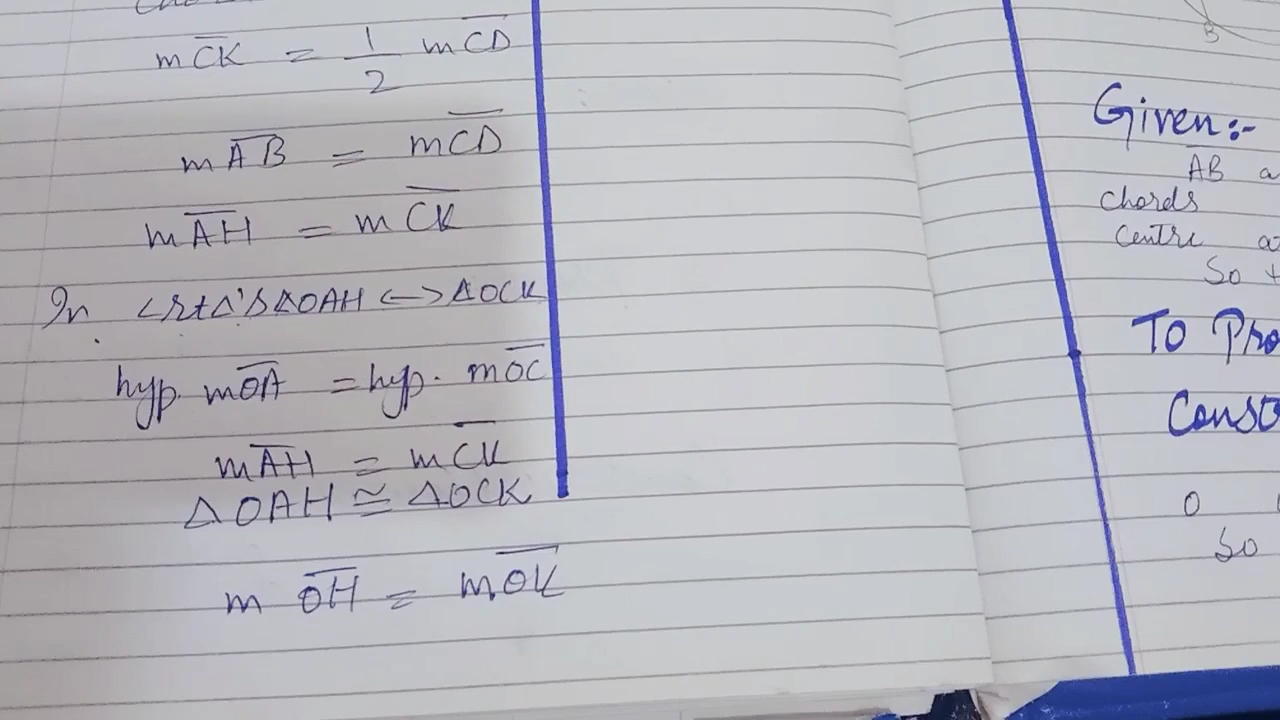 mCK = 1/2 mCD
mAB = mCD
mAH = mCK
In <rt△'s △OAH <-> △OCK
hyp. mOA = hyp. mOC
mAH = mCK
△OAH ≅ △OCK
m OH = mOK
B
Given:-
AB a
chords
centre a
So
To Pro
Const
O
So